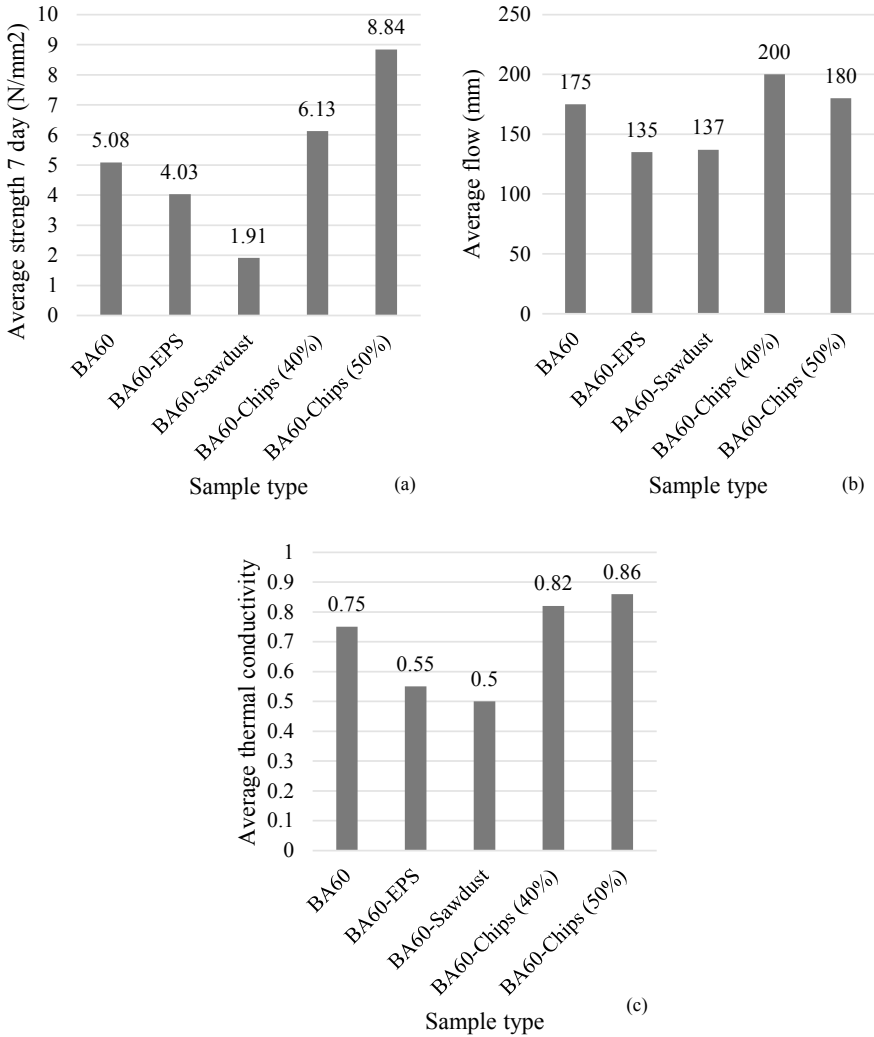 Average strength 7 day (N/mm2)
10
9
8
7
6
5
4
3
2
1
0
5.08
4.03
1.91
6.13
8.84
BA60
BA60-EPS
BA60-Sawdust
BA60-Chips (40%)
BA60-Chips (50%)
Sample type
(a)
Average flow (mm)
250
200
150
100
50
0
175
135
137
200
180
BA60
BA60-EPS
BA60-Sawdust
BA60-Chips (40%)
BA60-Chips (50%)
Sample type
(b)
Average thermal conductivity
1
0.9
0.8
0.7
0.6
0.5
0.4
0.3
0.2
0.1
0
0.75
0.55
0.5
0.82
0.86
BA60
BA60-EPS
BA60-Sawdust
BA60-Chips (40%)
BA60-Chips (50%)
Sample type
(c)